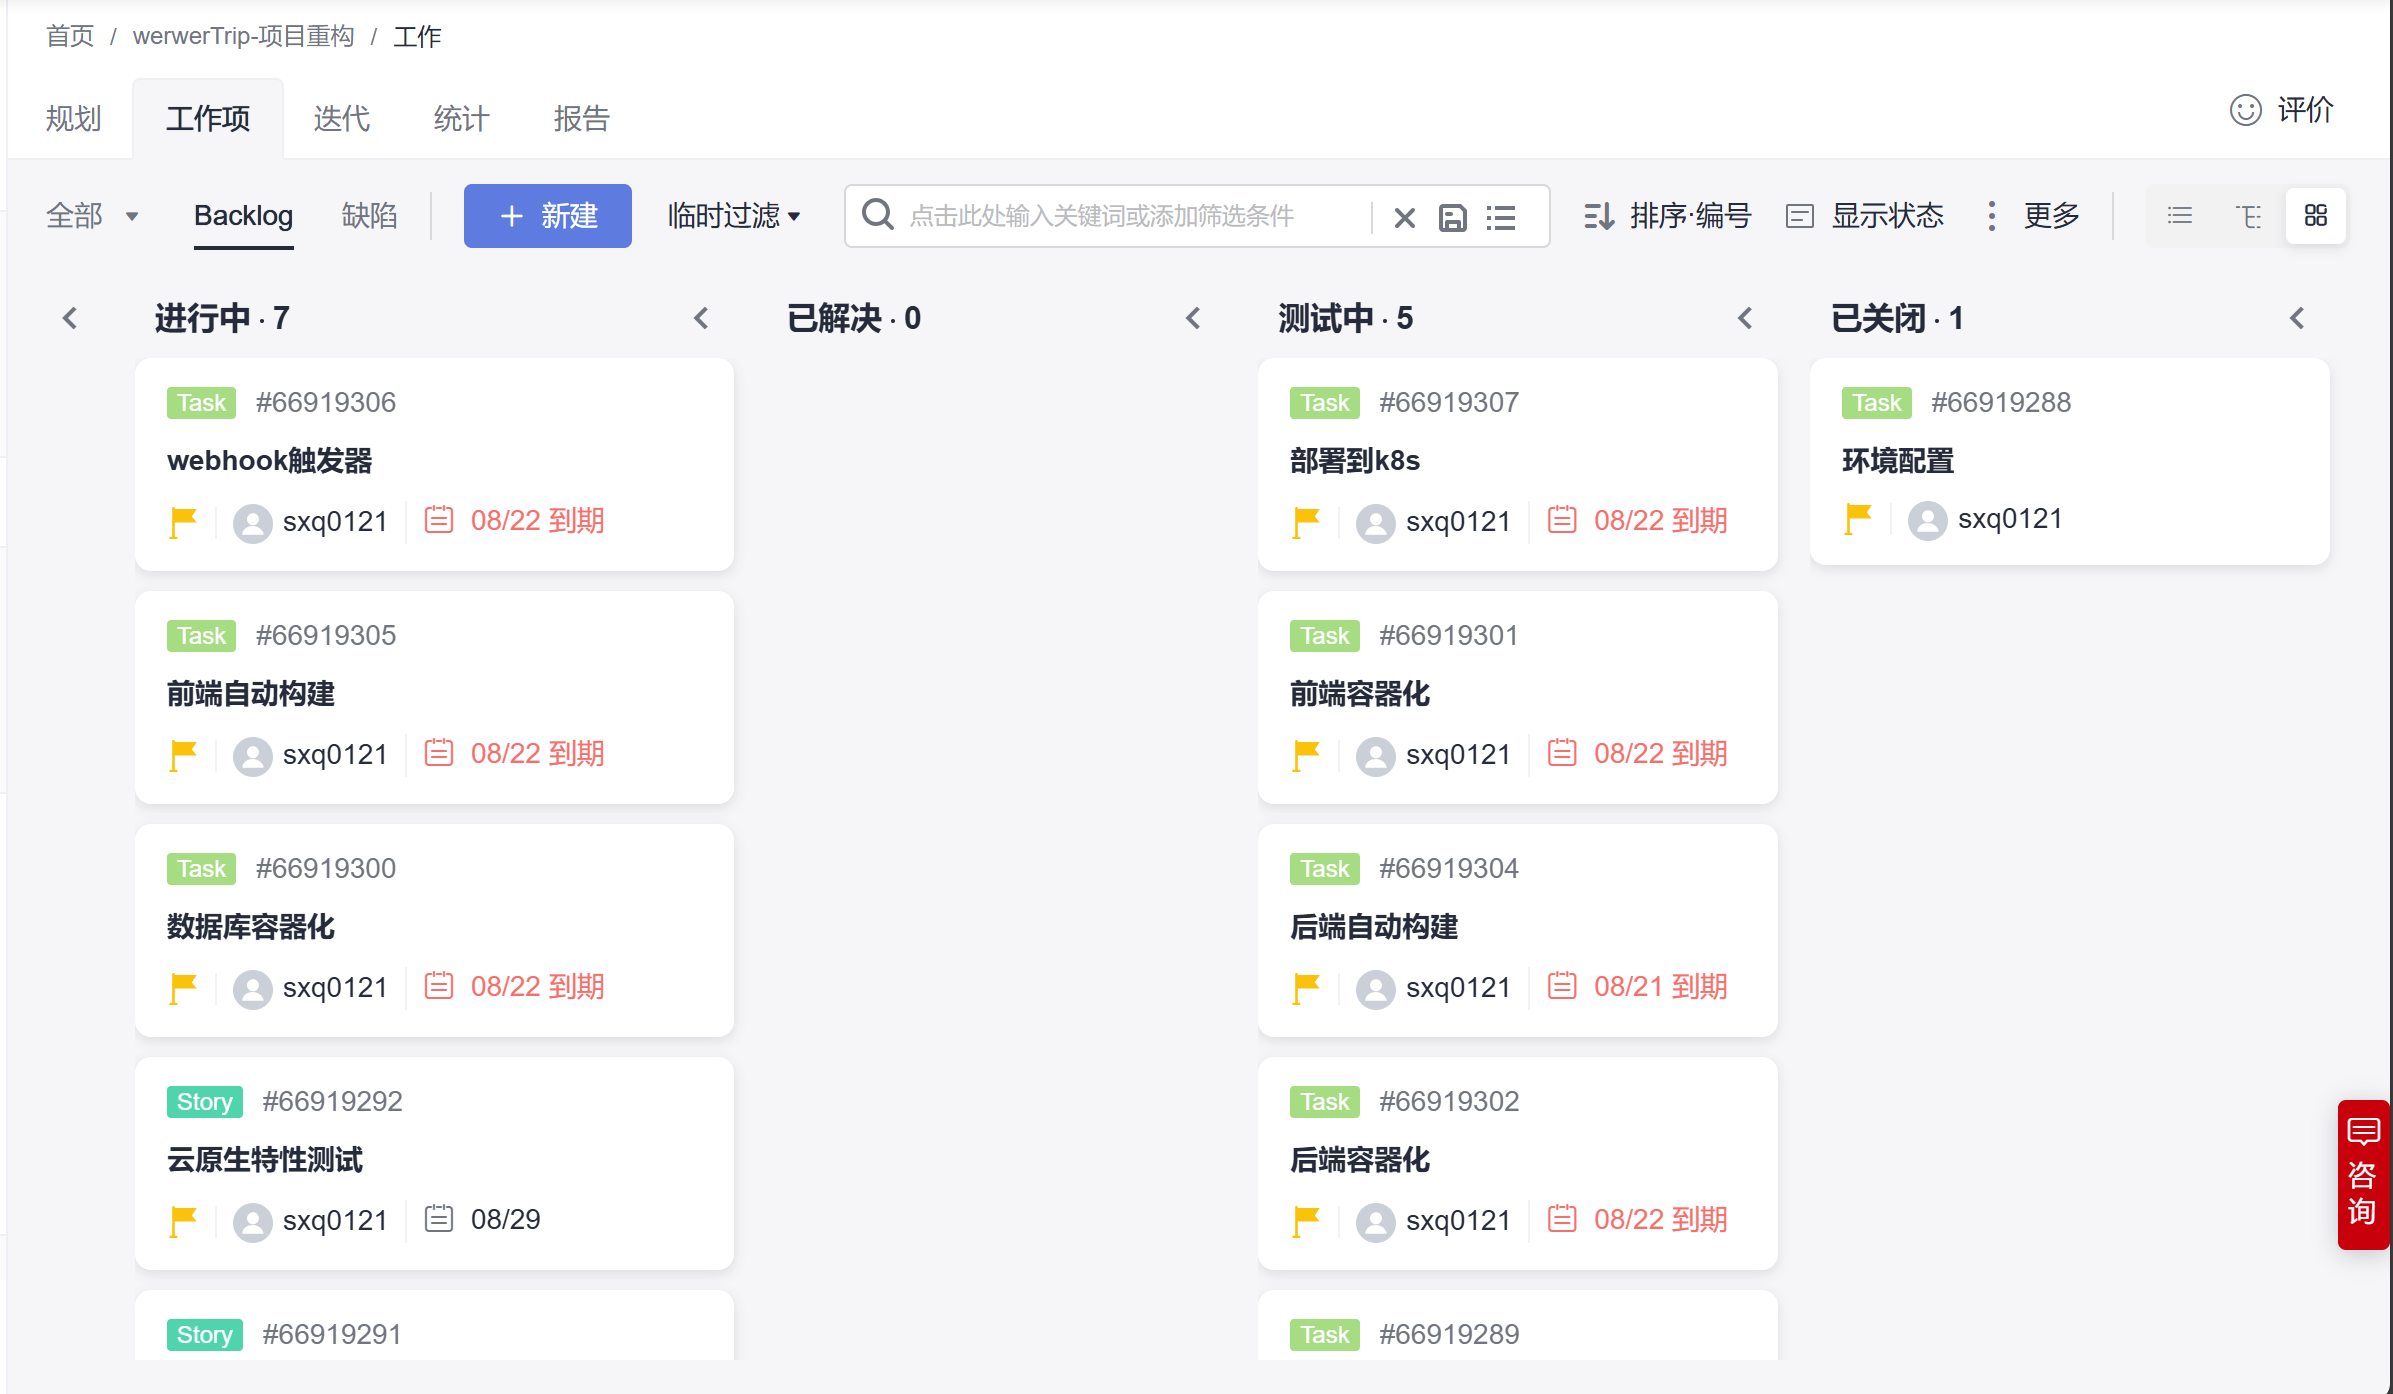 首页 / werwerTrip-项目重构 / 工作
规划 工作项 迭代 统计 报告
评价
全部 Backlog 缺陷 + 新建 临时过滤 点击此处输入关键词或添加筛选条件 排序·编号 显示状态 更多
进行中 · 7
Task #66919306
webhook触发器
sxq0121 08/22 到期
Task #66919305
前端自动构建
sxq0121 08/22 到期
Task #66919300
数据库容器化
sxq0121 08/22 到期
Story #66919292
云原生特性测试
sxq0121 08/29
Story #66919291
已解决 · 0
测试中 · 5
Task #66919307
部署到k8s
sxq0121 08/22 到期
Task #66919301
前端容器化
sxq0121 08/22 到期
Task #66919304
后端自动构建
sxq0121 08/21 到期
Task #66919302
后端容器化
sxq0121 08/22 到期
Task #66919289
已关闭 · 1
Task #66919288
环境配置
sxq0121
咨询